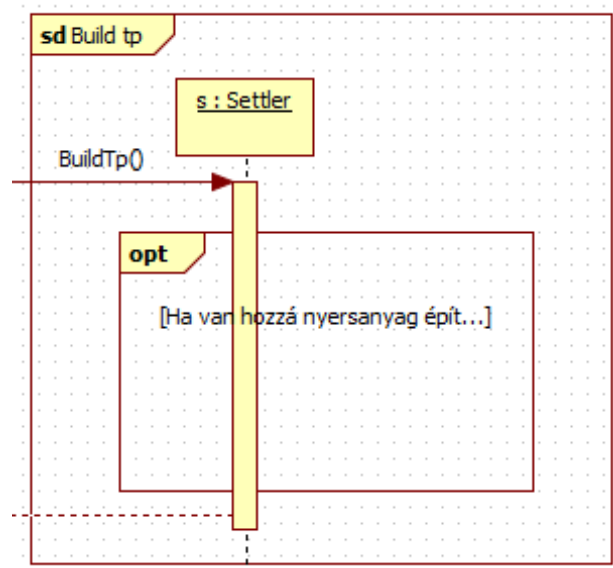 sd Build tp
s : Settler
BuildTp()
opt
[Ha van hozzá nyersanyag épít...]